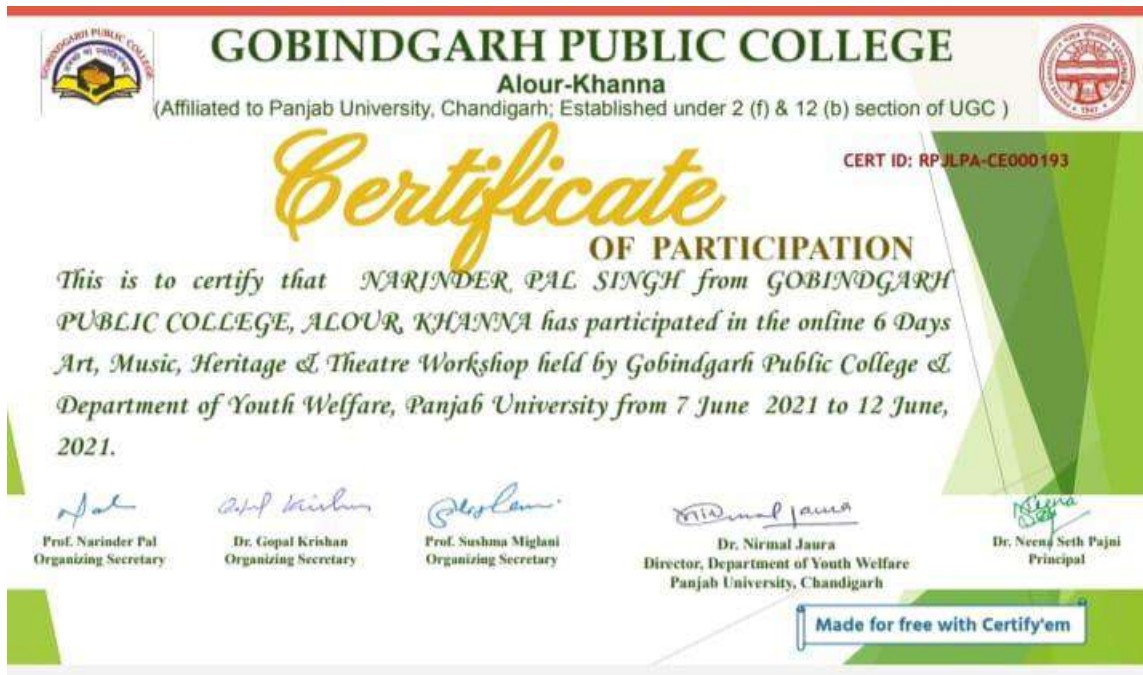 GOBINDGARH PUBLIC COLLEGE
Alour-Khanna
(Affiliated to Panjab University, Chandigarh; Established under 2 (f) & 12 (b) section of UGC )
CERT ID: RPJLPA-CE000193
Certificate
OF PARTICIPATION
This is to certify that NARINDER PAL SINGH from GOBINDGARH
PUBLIC COLLEGE, ALOUR, KHANNA has participated in the online 6 Days
Art, Music, Heritage & Theatre Workshop held by Gobindgarh Public College &
Department of Youth Welfare, Panjab University from 7 June 2021 to 12 June,
2021.
Prof. Narinder Pal
Organizing Secretary
Dr. Gopal Krishan
Organizing Secretary
Prof. Sushma Miglani
Organizing Secretary
Dr. Nirmal Jaura
Director, Department of Youth Welfare
Panjab University, Chandigarh
Dr. Neena Seth Pajni
Principal
Made for free with Certify'em